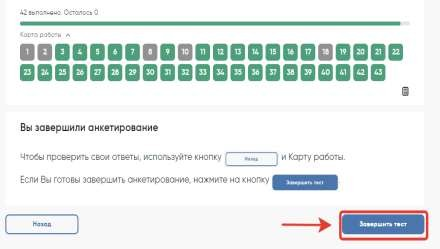 42 выполнено. Осталось 0
Карта работы
1 2 3 4 5 6 7 8 9 10 11 12 13 14 15 16 17 18 19 20 21 22
23 24 25 26 27 28 29 30 31 32 33 34 35 36 37 38 39 40 41 42 43
Вы завершили анкетирование
Чтобы проверить свои ответы, используйте кнопку Назад и Карту работы.
Если Вы готовы завершить анкетирование, нажмите на кнопку Завершить тест
Назад Завершить тест